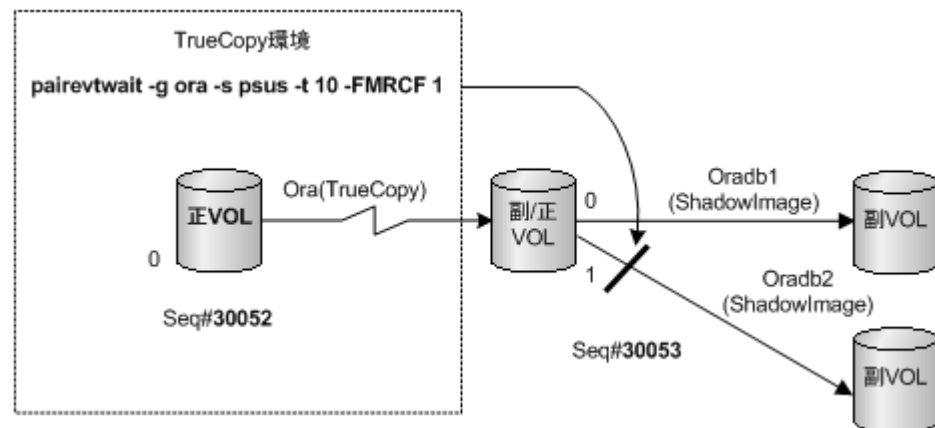 TrueCopy環境
pairevtwait -g ora -s psus -t 10 -FMRCF 1
正VOL
0
Seq#30052
Ora(TrueCopy)
副/正
VOL
0
1
Seq#30053
Oradb1
(ShadowImage)
副VOL
Oradb2
(ShadowImage)
副VOL